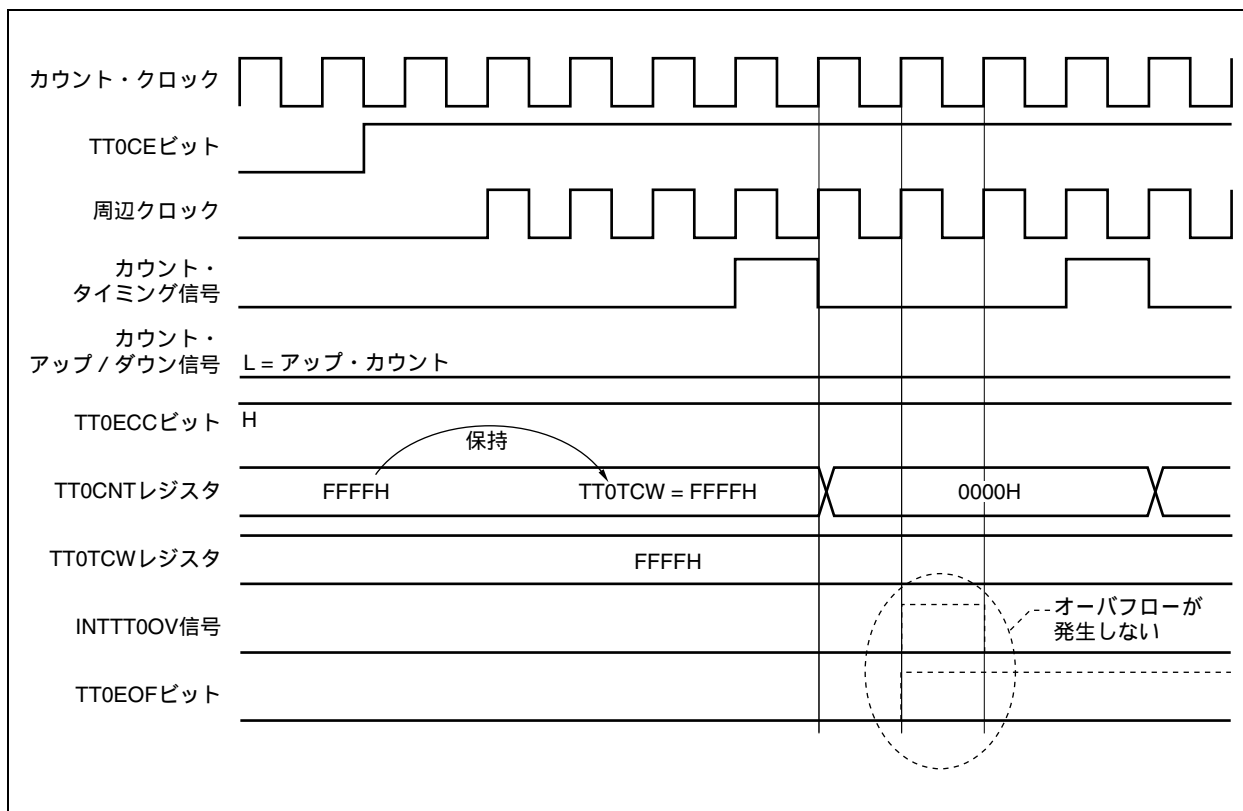 カウント・クロック
TT0CEビット
周辺クロック
カウント・
タイミング信号
カウント・
アップ / ダウン信号
L = アップ・カウント
TT0ECCビット
H
保持
TT0CNTレジスタ
FFFFH
TT0TCW = FFFFH
0000H
TT0TCWレジスタ
FFFFH
INTTT0OV信号
オーバフローが
発生しない
TT0EOFビット